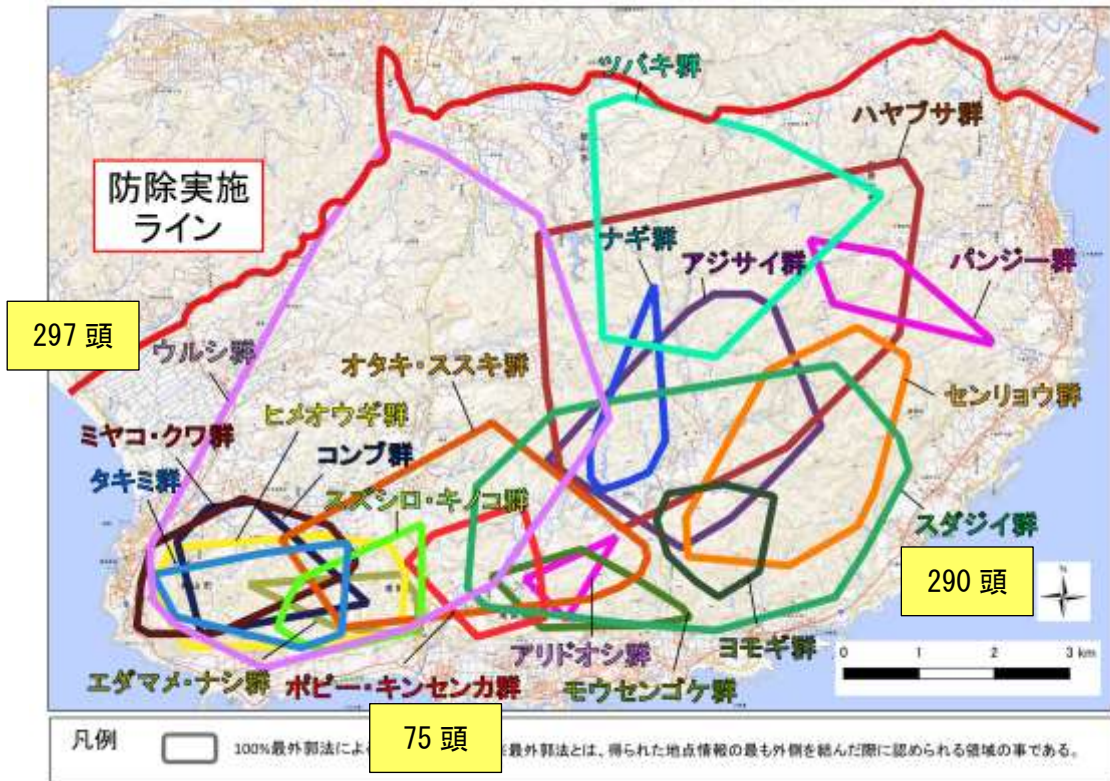 ツバキ群
ハヤブサ群
防除実施
ライン
ナギ群
アジサイ群
パンジー群
297 頭
ウルシ群
オタキ・ススキ群
センリョウ群
ヒメオウギ群
ミヤコ・クワ群
コンブ群
タキミ群
スズシロ・キノコ群
スダジイ群
290 頭
N
0 1 2 3 km
ヨモギ群
アリドオシ群
エダマメ・ナシ群
ポピー・キンセンカ群
モウセンゴケ群
75 頭
凡例
100%最外郭法によ
最外郭法とは、得られた地点情報の最も外側を結んだ際に認められる領域の事である。